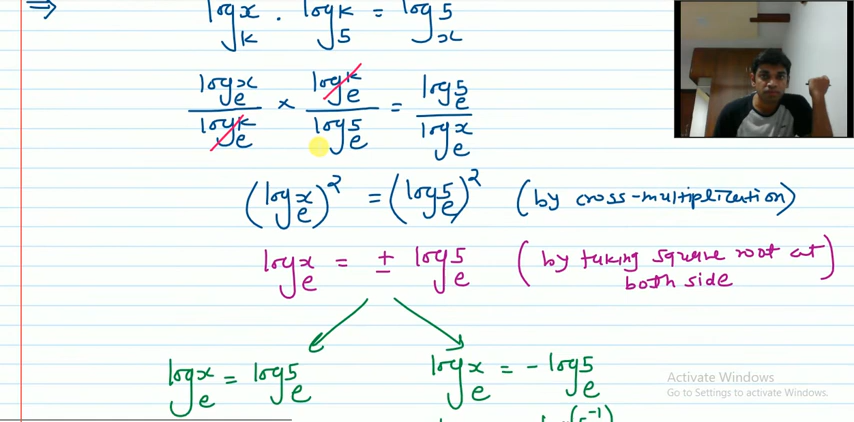 ⇒ log_k x · log_5 k = log_x 5
log_e x / log_e k × log_e k / log_e 5 = log_e 5 / log_e x
(log_e x)² = (log_e 5)² (by cross-multiplication)
log_e x = ± log_e 5 (by taking square root at both side)
log_e x = log_e 5 log_e x = - log_e 5
(5⁻¹)
Activate Windows
Go to Settings to activate Windows.